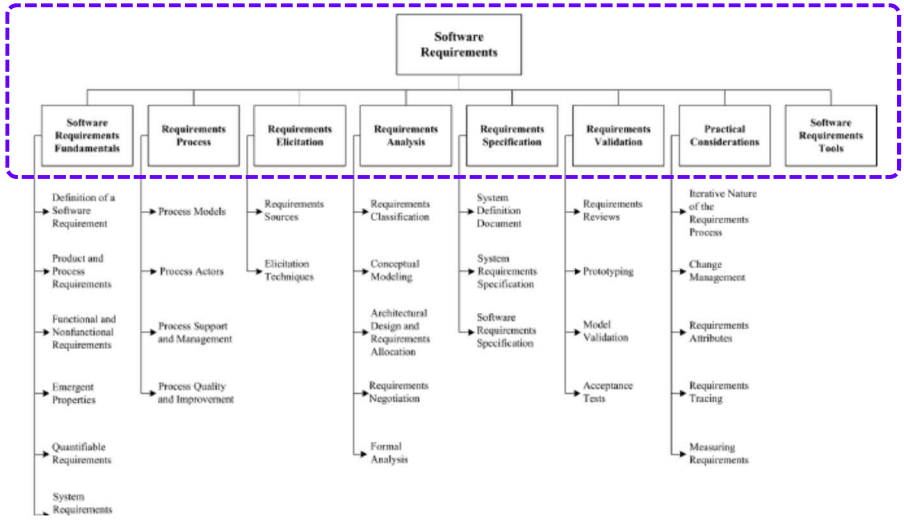 Software
Requirements
Software
Requirements
Fundamentals
Requirements
Process
Requirements
Elicitation
Requirements
Analysis
Requirements
Specification
Requirements
Validation
Practical
Considerations
Software
Requirements
Tools
Definition of a
Software
Requirement
Product and
Process
Requirements
Functional and
Nonfunctional
Requirements
Emergent
Properties
Quantifiable
Requirements
System
Requirements
Process Models
Process Actors
Process Support
and Management
Process Quality
and Improvement
Requirements
Sources
Elicitation
Techniques
Requirements
Classification
Conceptual
Modeling
Architectural
Design and
Requirements
Allocation
Requirements
Negotiation
Formal
Analysis
System
Definition
Document
System
Requirements
Specification
Software
Requirements
Specification
Requirements
Reviews
Prototyping
Model
Validation
Acceptance
Tests
Iterative Nature
of the
Requirements
Process
Change
Management
Requirements
Attributes
Requirements
Tracing
Measuring
Requirements